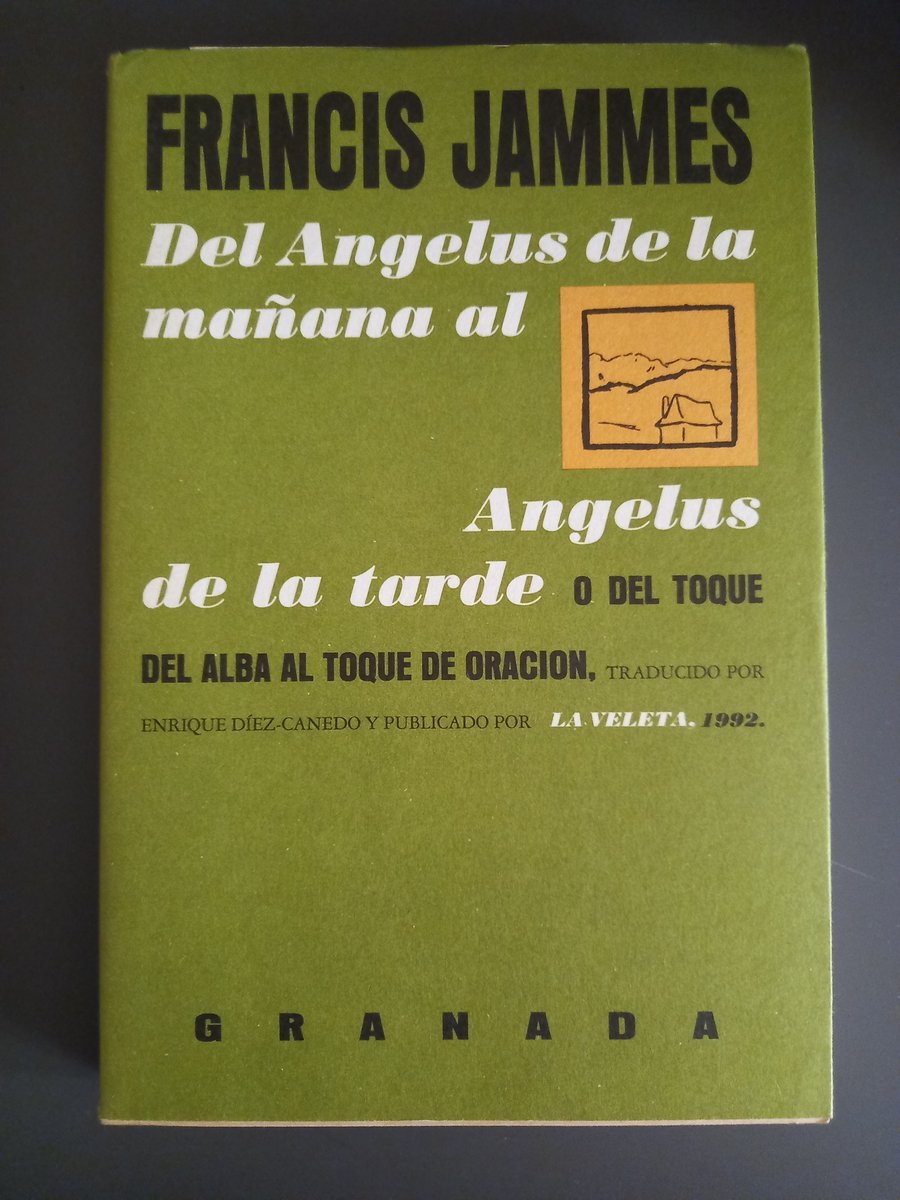 FRANCIS JAMMES
Del Angelus de la
mañana al
Angelus
de la tarde O DEL TOQUE
DEL ALBA AL TOQUE DE ORACION, TRADUCIDO POR
ENRIQUE DÍEZ-CANEDO Y PUBLICADO POR LA VELETA, 1992.
GRANADA